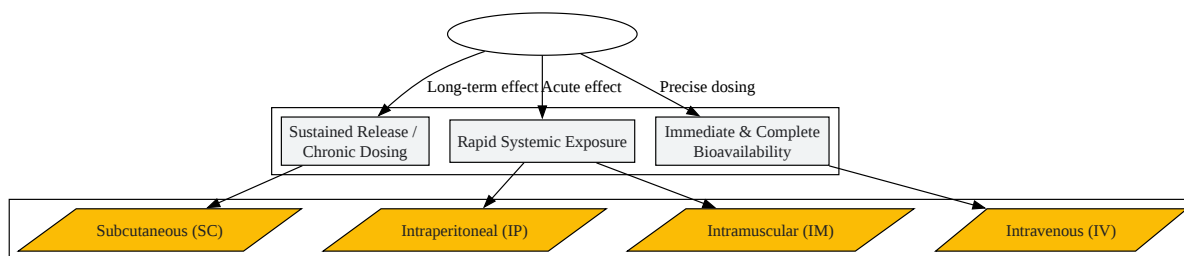 Long-term effect
Acute effect
Precise dosing
Sustained Release /
Chronic Dosing
Rapid Systemic Exposure
Immediate & Complete
Bioavailability
Subcutaneous (SC)
Intraperitoneal (IP)
Intramuscular (IM)
Intravenous (IV)